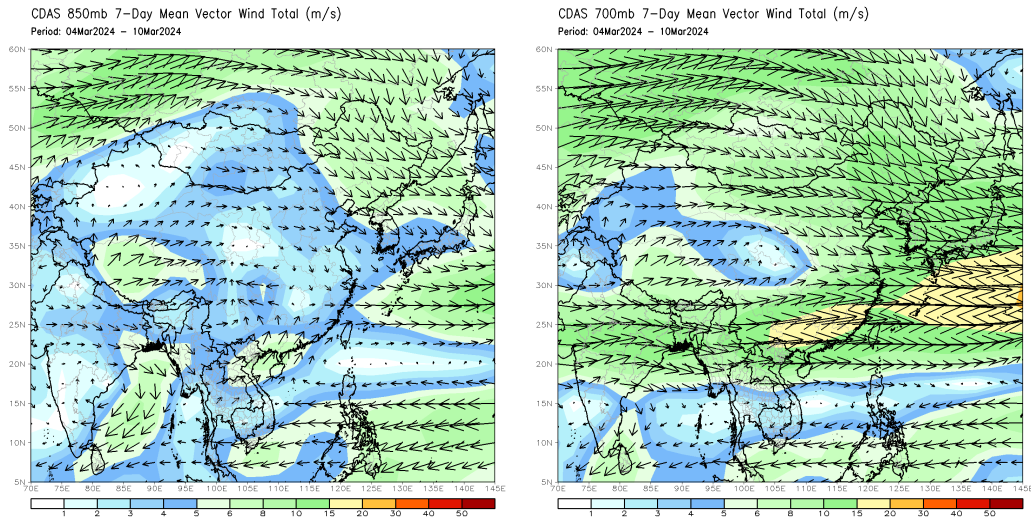 CDAS 850mb 7-Day Mean Vector Wind Total (m/s)
Period: 04Mar2024 - 10Mar2024
60N
55N
50N
45N
40N
35N
30N
25N
20N
15N
10N
5N
70E 75E 80E 85E 90E 95E 100E 105E 110E 115E 120E 125E 130E 135E 140E 145E
1 2 3 4 5 6 8 10 15 20 30 40 50
CDAS 700mb 7-Day Mean Vector Wind Total (m/s)
Period: 04Mar2024 - 10Mar2024
60N
55N
50N
45N
40N
35N
30N
25N
20N
15N
10N
5N
70E 75E 80E 85E 90E 95E 100E 105E 110E 115E 120E 125E 130E 135E 140E 145E
1 2 3 4 5 6 8 10 15 20 30 40 50